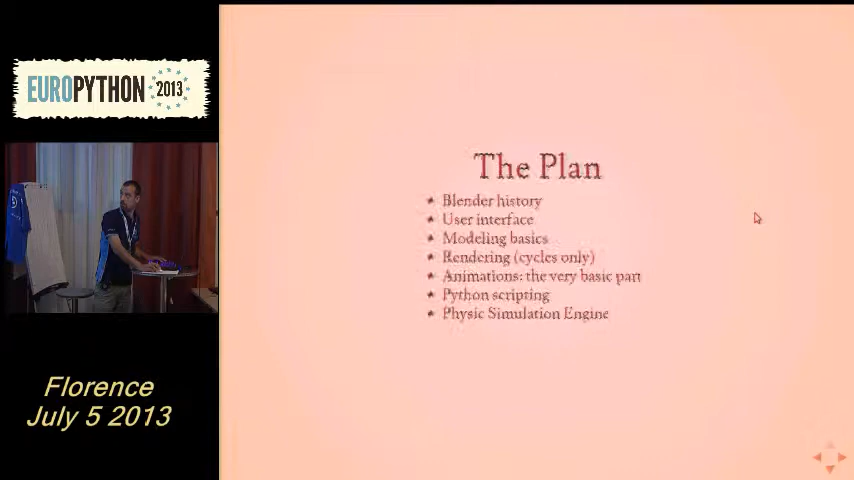 EUROPYTHON 2013
Florence
July 5 2013
The Plan
Blender history
User interface
Modeling basics
Rendering (cycles only)
Animations: the very basic part
Python scripting
Physic Simulation Engine